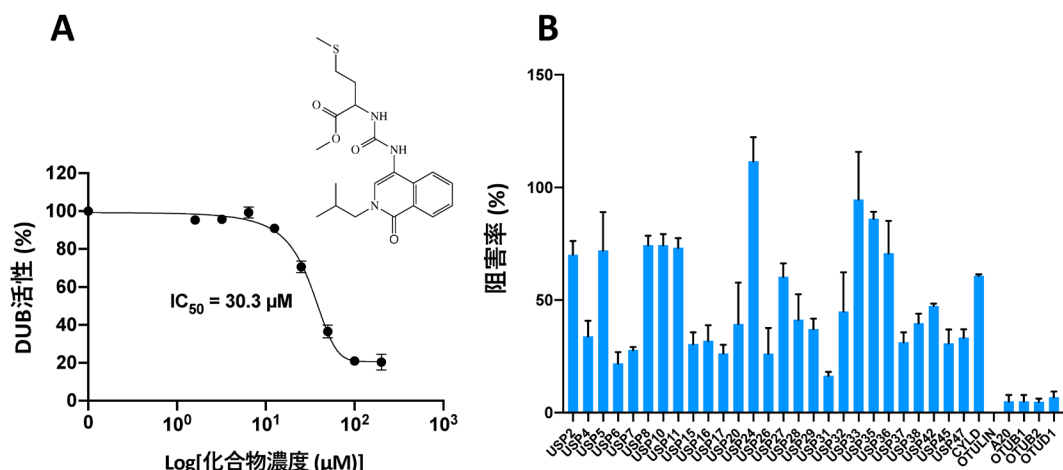 A
B
S
O
NH
O
O
NH
N
O
DUB活性 (%)
120
100
80
60
40
20
0
IC50 = 30.3 µM
0
10⁰
10¹
10²
10³
Log[化合物濃度 (µM)]
阻害率 (%)
150
100
50
0
USP2
USP4
USP5
USP6
USP7
USP8
USP10
USP11
USP15
USP16
USP17
USP20
USP24
USP26
USP27
USP28
USP29
USP31
USP32
USP33
USP35
USP36
USP37
USP38
USP42
USP45
USP47
CYLD
OTULIN
A20
OTUB1
OTUB2
OTUD1